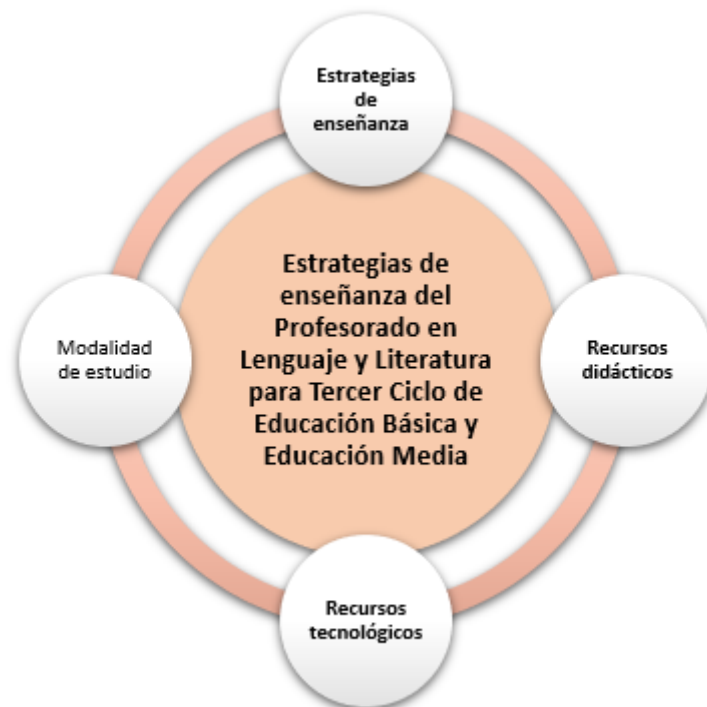 Estrategias
de
enseñanza
Estrategias de
enseñanza del
Profesorado en
Lenguaje y Literatura
para Tercer Ciclo de
Educación Básica y
Educación Media
Modalidad
de estudio
Recursos
didácticos
Recursos
tecnológicos